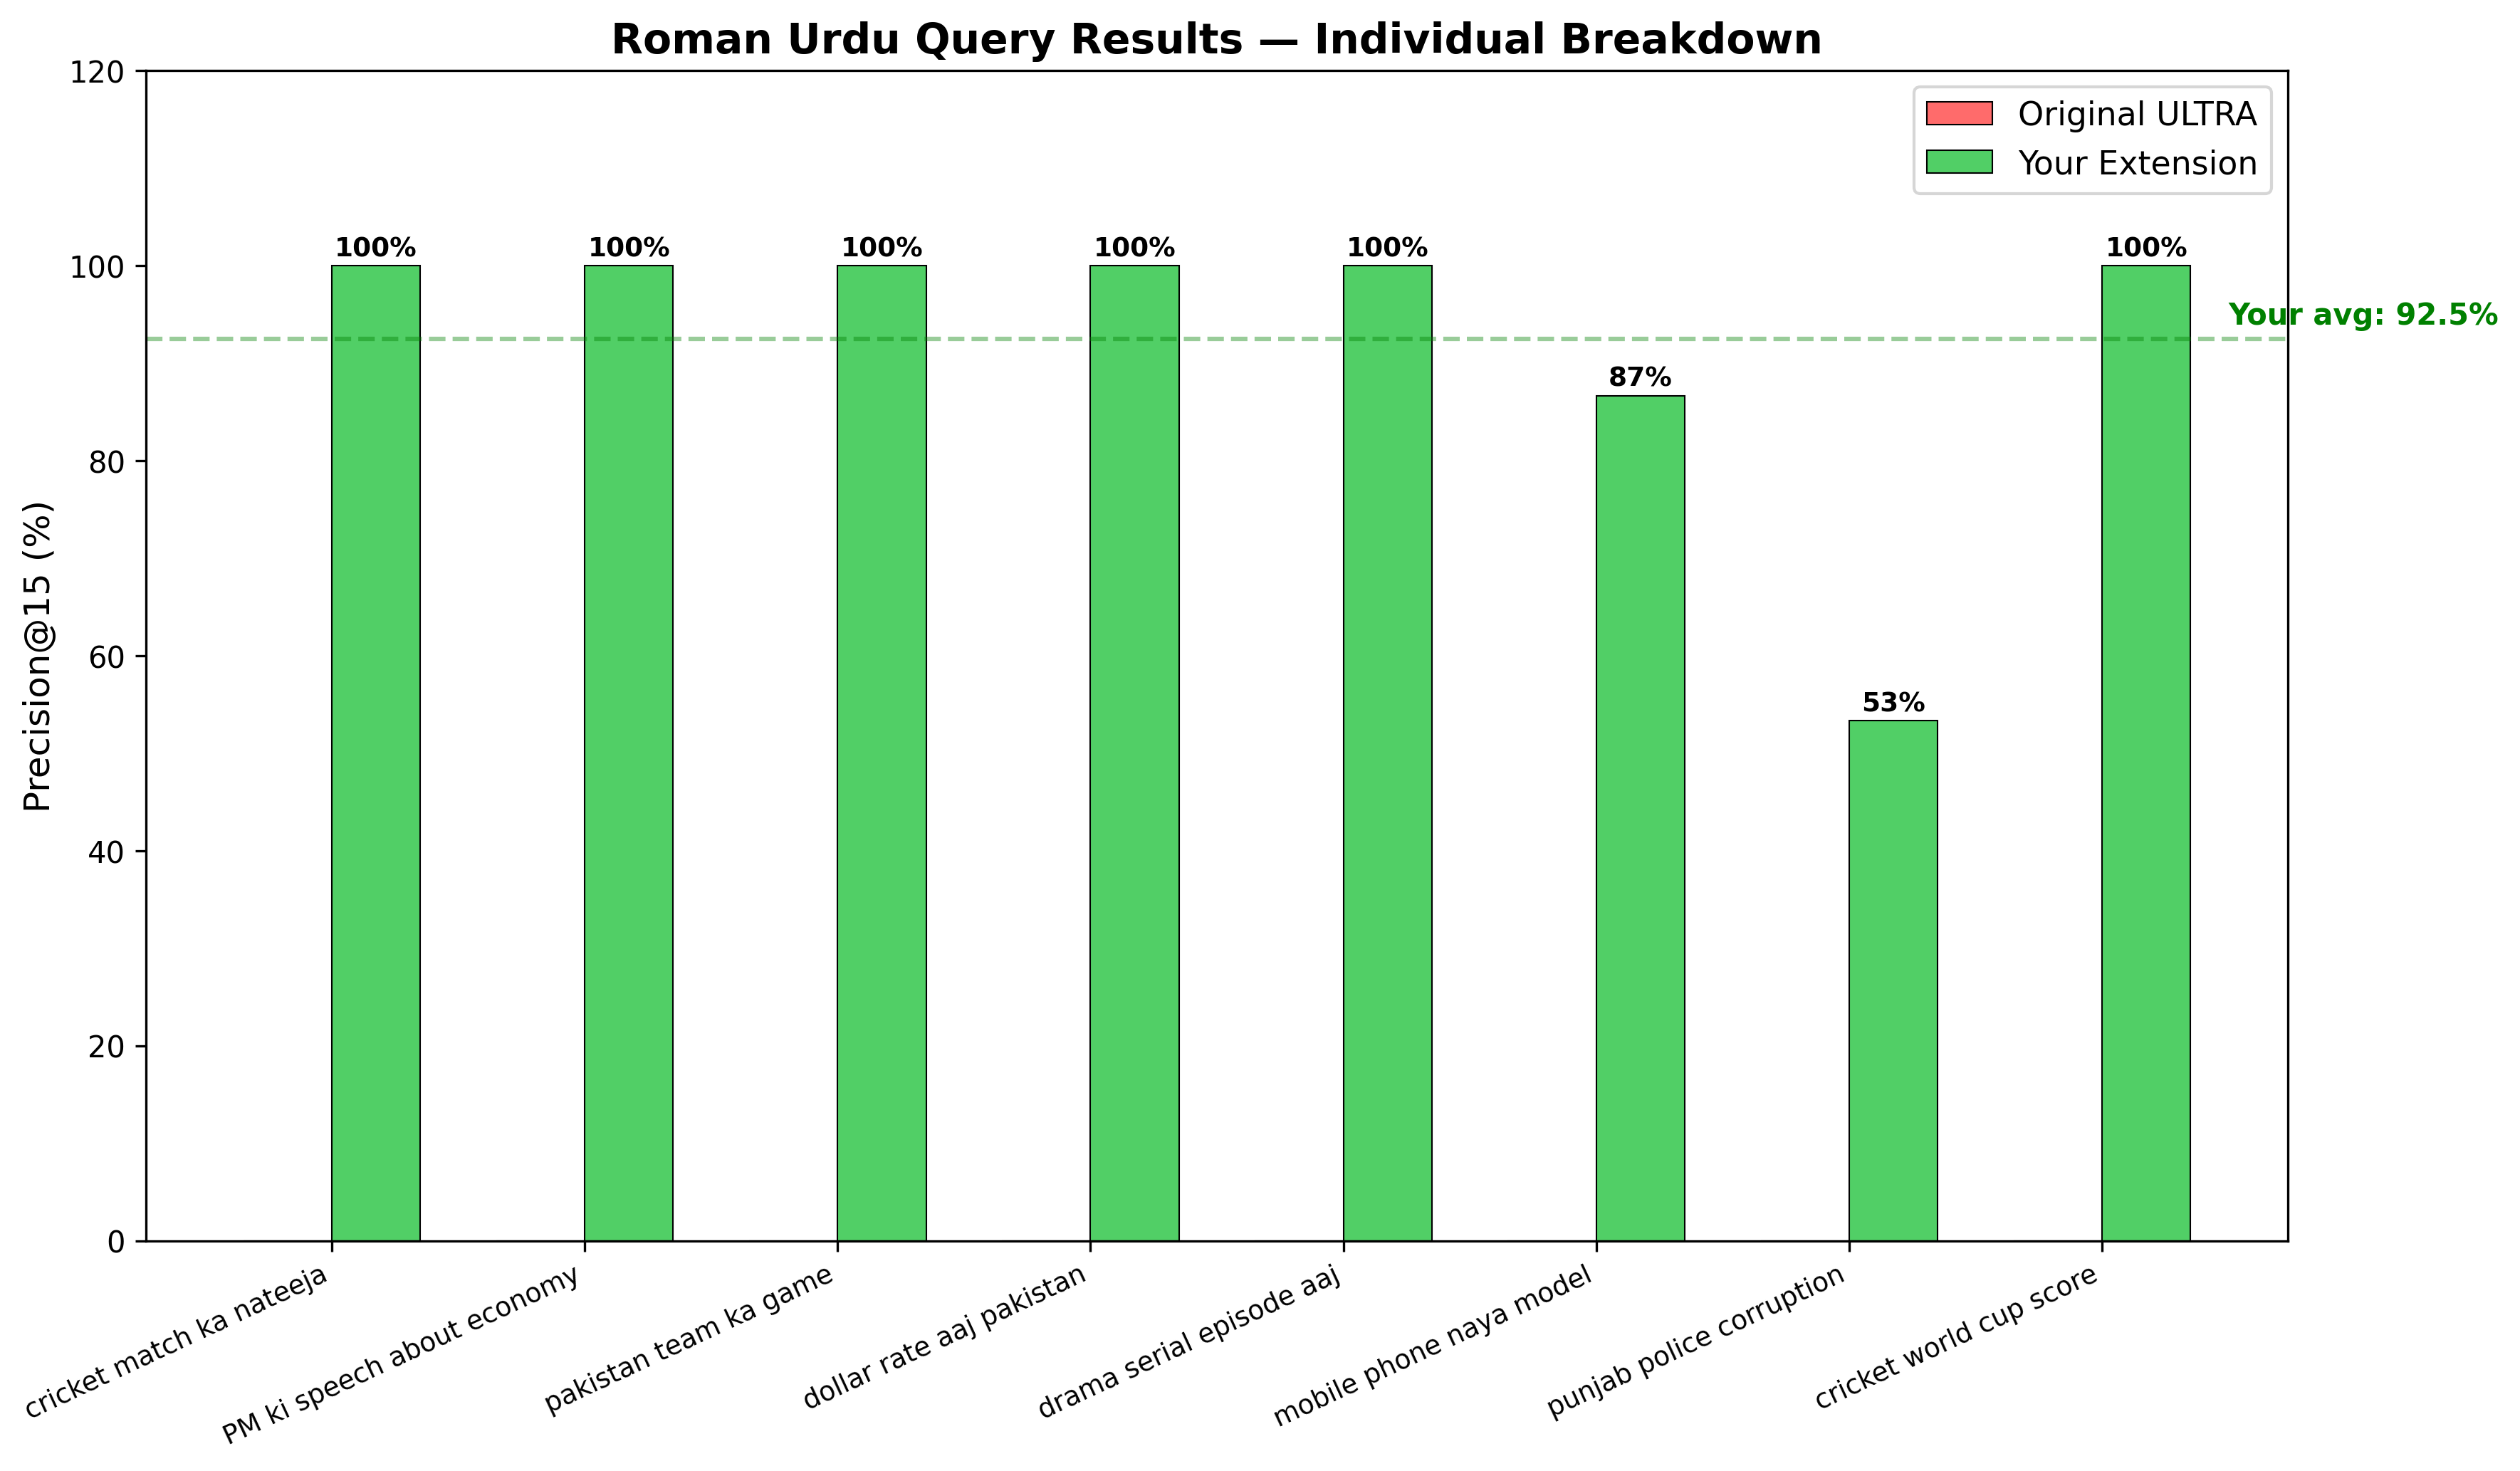 Roman Urdu Query Results — Individual Breakdown
Original ULTRA
Your Extension
Precision@15 (%)
120
100
80
60
40
20
0
100%
100%
100%
100%
100%
87%
53%
100%
Your avg: 92.5%
cricket match ka nateeja
PM ki speech about economy
pakistan team ka game
dollar rate aaj pakistan
drama serial episode aaj
mobile phone naya model
punjab police corruption
cricket world cup score